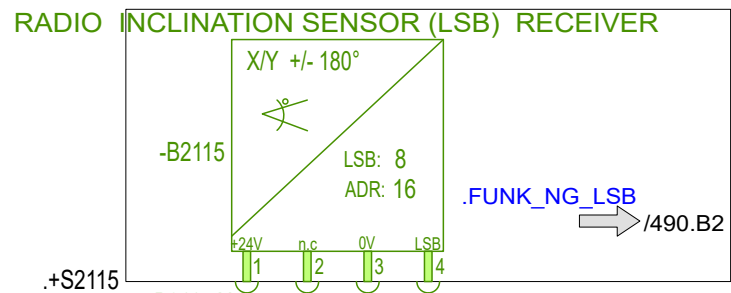 RADIO INCLINATION SENSOR (LSB) RECEIVER
X/Y +/- 180°
-B2115
LSB: 8
ADR: 16
.FUNK_NG_LSB
/490.B2
+24V n.c 0V LSB
1 2 3 4
.+S2115